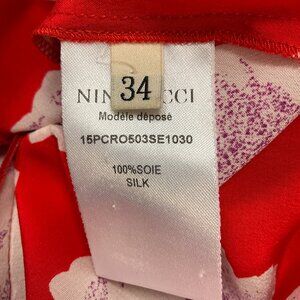 34
NIN CCI
Modèle déposé
15PCRO503SE1030
100%SOIE
SILK